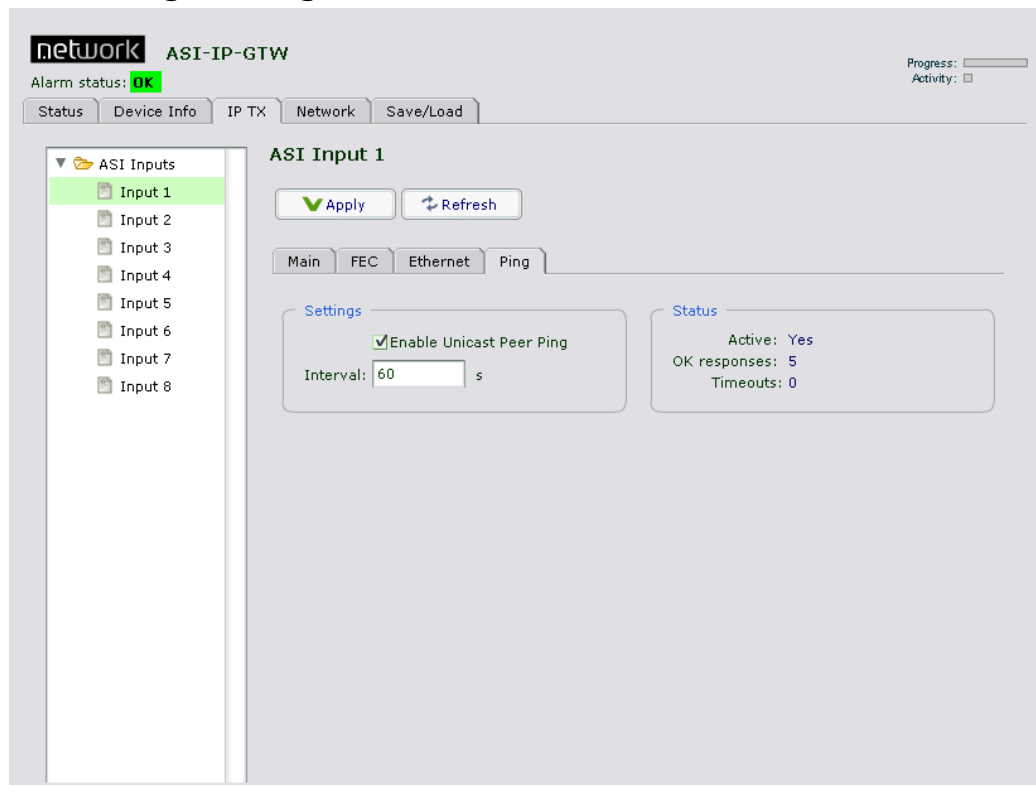 network ASI-IP-GTW
Progress:
Alarm status: OK
Activity:
Status Device Info IP TX Network Save/Load
ASI Inputs
Input 1
Input 2
Input 3
Input 4
Input 5
Input 6
Input 7
Input 8
ASI Input 1
Apply Refresh
Main FEC Ethernet Ping
Settings
Enable Unicast Peer Ping
Interval: 60 s
Status
Active: Yes
OK responses: 5
Timeouts: 0